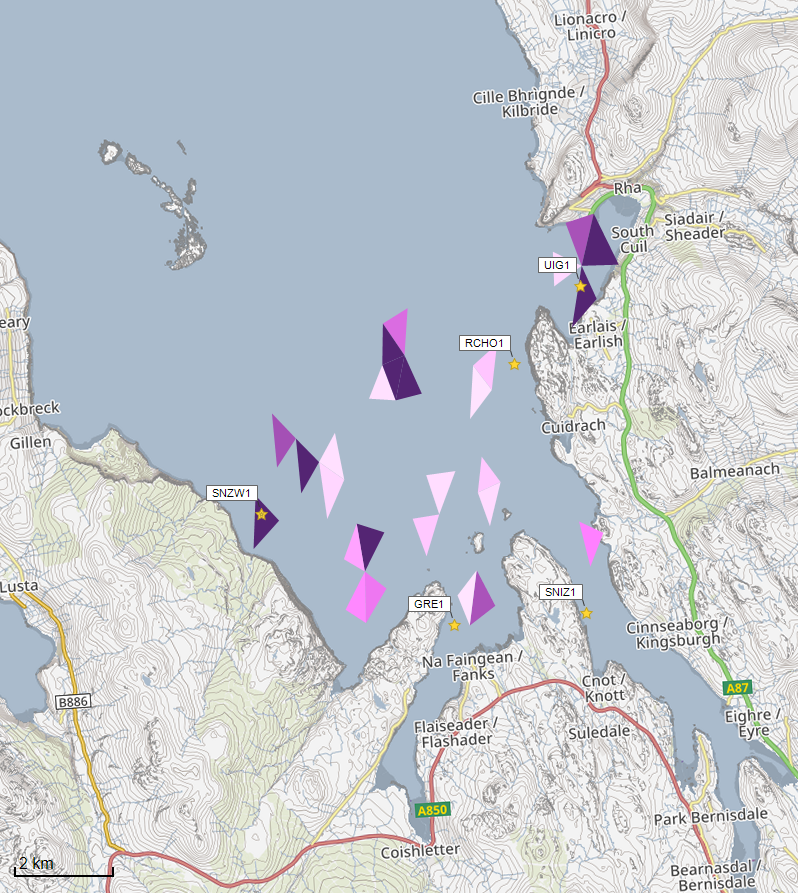 Lionacro /
Linicro
Cille Bhrignde /
Kilbride
Rha
Siadair /
Sheader
South
Cuil
UIG1
eary
Earlais /
Earlish
RCHO1
ockbreck
Gillen
Cuidrach
Balmeanach
SNZW1
Lusta
SNIZ1
GRE1
Cinnseaborg /
Kingsburgh
Na Faingean /
Fanks
Cnot /
Knott
A87
B886
Eighre /
Eyre
Flaiseader /
Flashader
Suledale
A850
Park Bernisdale
Coishletter
2 km
Bearnasdal /
Bernisdale